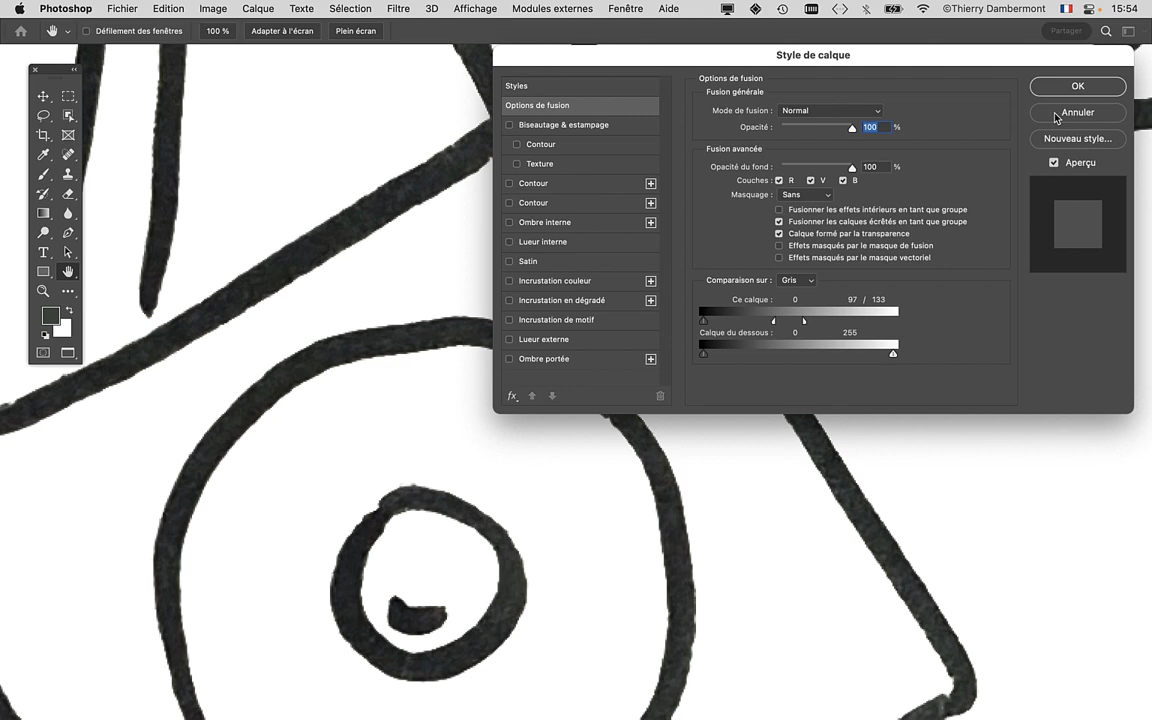 Photoshop Fichier Edition Image Calque Texte Sélection Filtre 3D Affichage Modules externes Fenêtre Aide ©Thierry Dambermont 15:54
Défilement des fenêtres 100 % Adapter à l'écran Plein écran Partager
Style de calque
Styles
Options de fusion
Biseautage & estampage
Contour
Texture
Contour
Contour
Ombre interne
Lueur interne
Satin
Incrustation couleur
Incrustation en dégradé
Incrustation de motif
Lueur externe
Ombre portée
fx
Options de fusion
Fusion générale
Mode de fusion : Normal
Opacité : 100 %
Fusion avancée
Opacité du fond : 100 %
Couches : R V B
Masquage : Sans
Fusionner les effets intérieurs en tant que groupe
Fusionner les calques écrêtés en tant que groupe
Calque formé par la transparence
Effets masqués par le masque de fusion
Effets masqués par le masque vectoriel
Comparaison sur : Gris
Ce calque : 0 97 / 133
Calque du dessous : 0 255
OK
Annuler
Nouveau style...
Aperçu